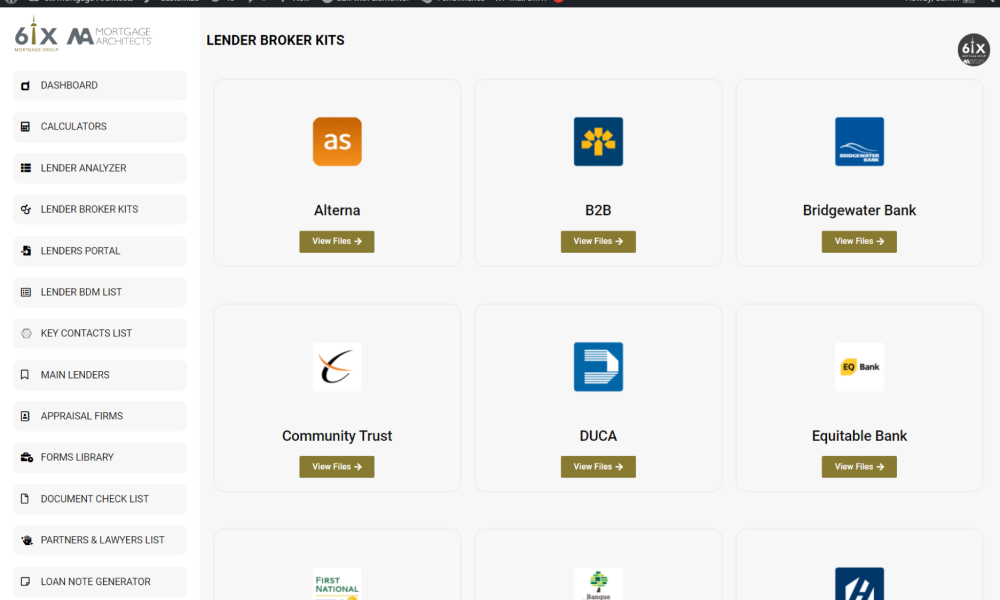 6iX
MORTGAGE GROUP
MA
MORTGAGE
ARCHITECTS
LENDER BROKER KITS
6iX
DASHBOARD
CALCULATORS
LENDER ANALYZER
LENDER BROKER KITS
LENDERS PORTAL
LENDER BDM LIST
KEY CONTACTS LIST
MAIN LENDERS
APPRAISAL FIRMS
FORMS LIBRARY
DOCUMENT CHECK LIST
PARTNERS & LAWYERS LIST
LOAN NOTE GENERATOR
as
Alterna
View Files →
B2B
View Files →
BRIDGEWATER
BANK
Bridgewater Bank
View Files →
Community Trust
View Files →
DUCA
View Files →
EQ Bank
Equitable Bank
View Files →
FIRST
NATIONAL
Banque